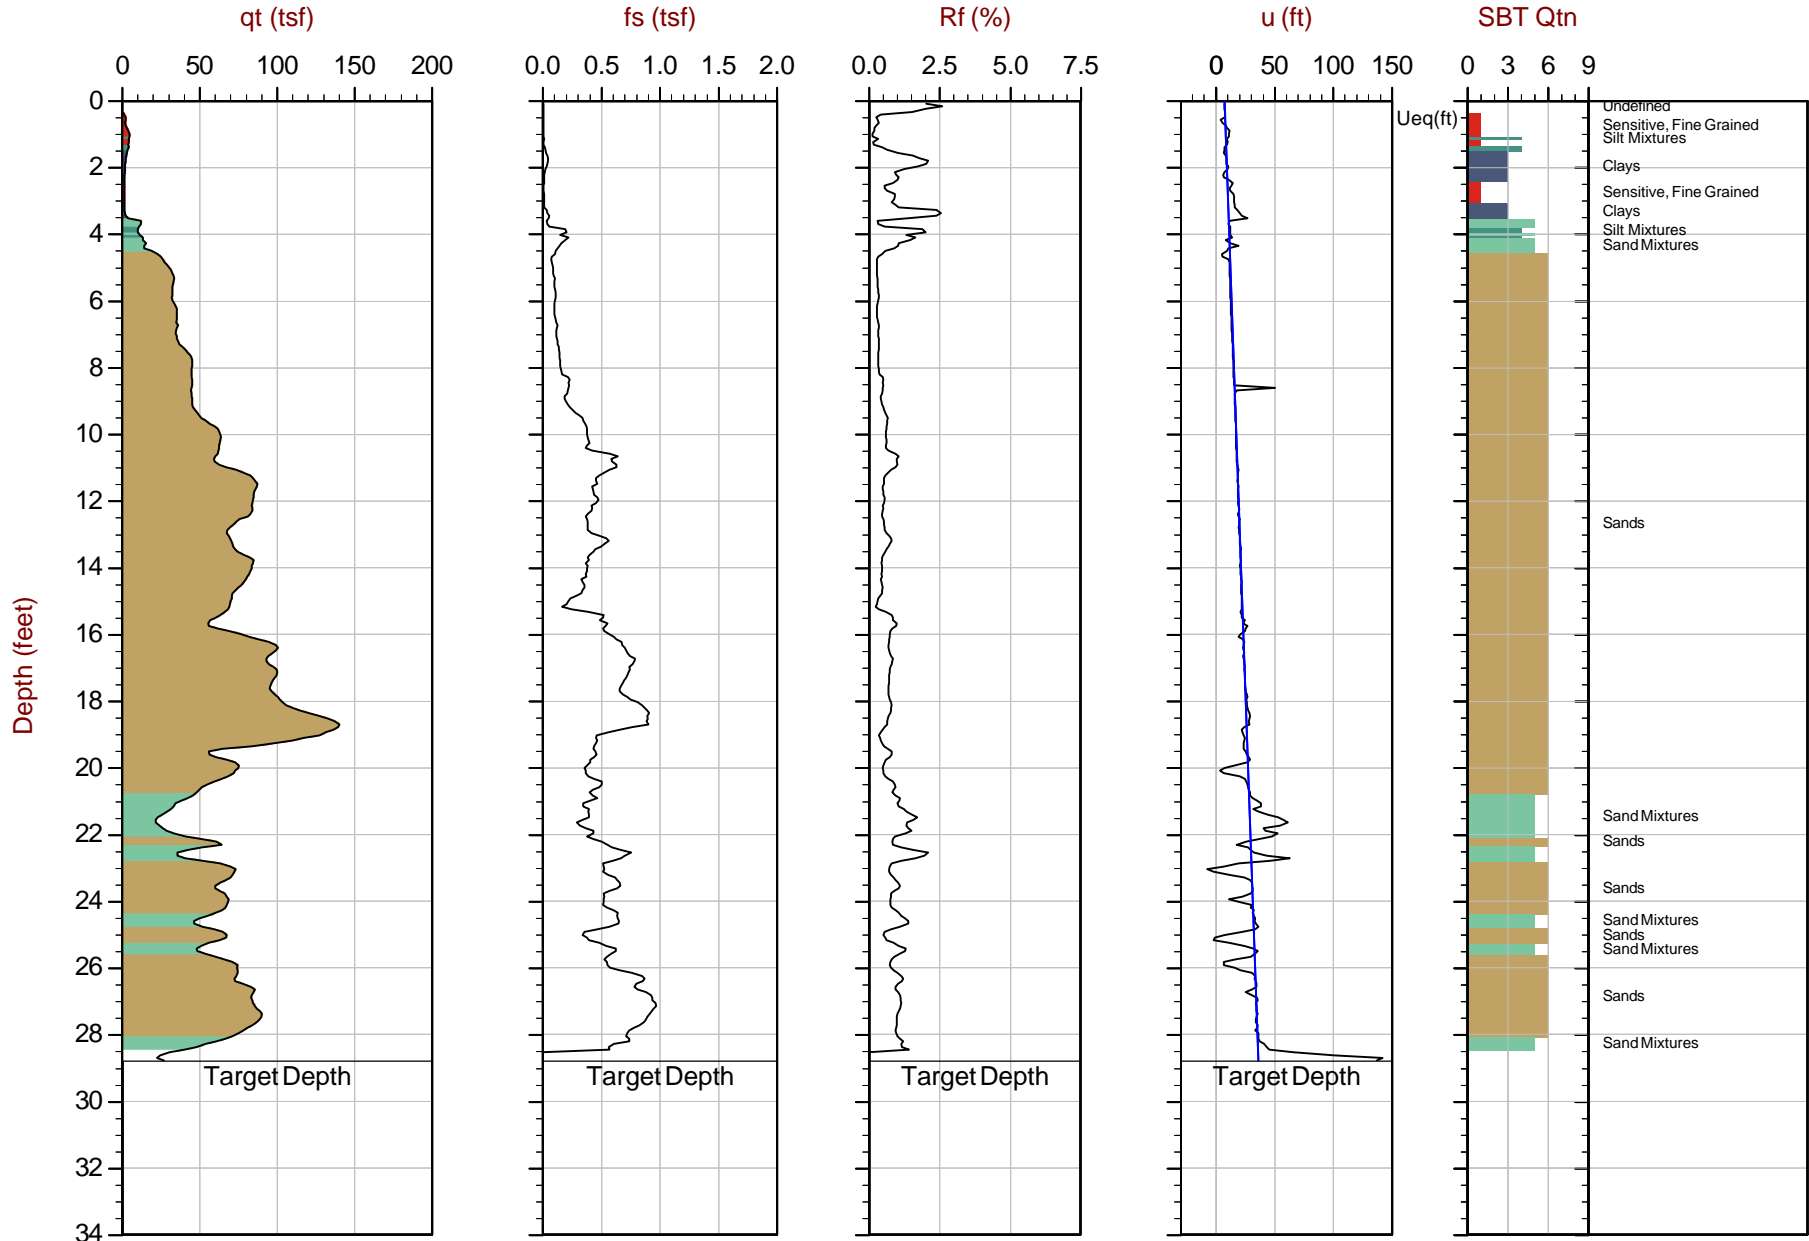 qt (tsf) fs (tsf) Rf (%) u (ft) SBT Qtn
0 50 100 150 200 0.0 0.5 1.0 1.5 2.0 0.0 2.5 5.0 7.5 0 50 100 150 0 3 6 9
0
Undefined
Ueq(ft)
Sensitive, Fine Grained
Silt Mixtures
2
Clays
Sensitive, Fine Grained
Clays
4
Silt Mixtures
Sand Mixtures
6
8
10
12
Sands
14
Depth (feet)
16
18
20
Sand Mixtures
22
Sands
Sands
24
Sand Mixtures
Sands
Sand Mixtures
26
Sands
28
Sand Mixtures
Target Depth Target Depth Target Depth Target Depth
30
32
34